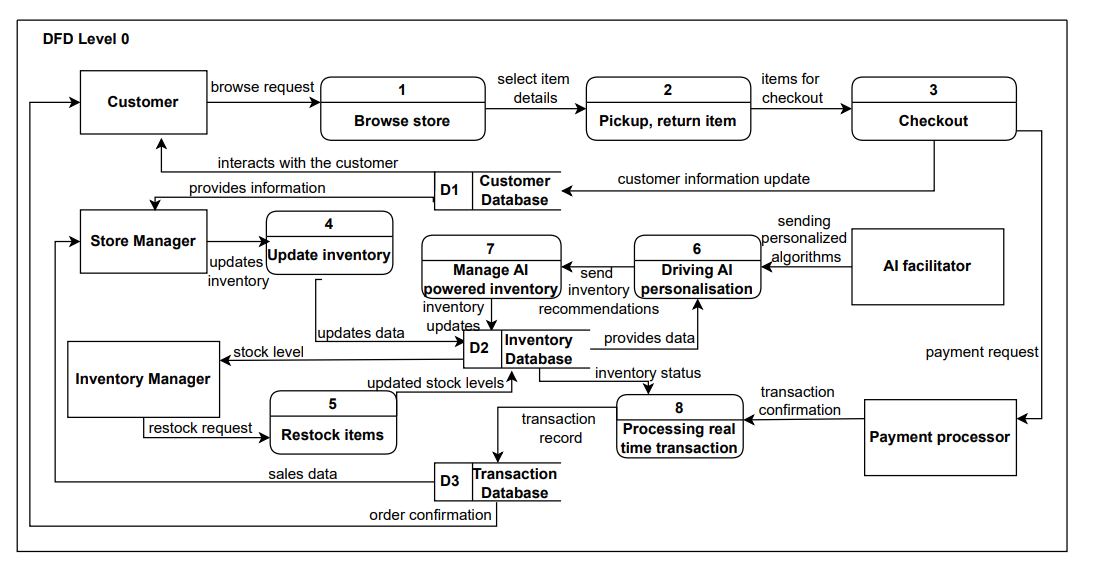 DFD Level 0
Customer
browse request
1
Browse store
select item
details
2
Pickup, return item
items for
checkout
3
Checkout
interacts with the customer
provides information
D1
Customer
Database
customer information update
Store Manager
updates
inventory
4
Update inventory
7
Manage AI
powered inventory
send
inventory
recommendations
6
Driving AI
personalisation
sending
personalized
algorithms
AI facilitator
inventory
updates
updates data
D2
Inventory
Database
provides data
stock level
Inventory Manager
updated stock levels
inventory status
payment request
restock request
5
Restock items
transaction
record
8
Processing real
time transaction
transaction
confirmation
Payment processor
sales data
D3
Transaction
Database
order confirmation